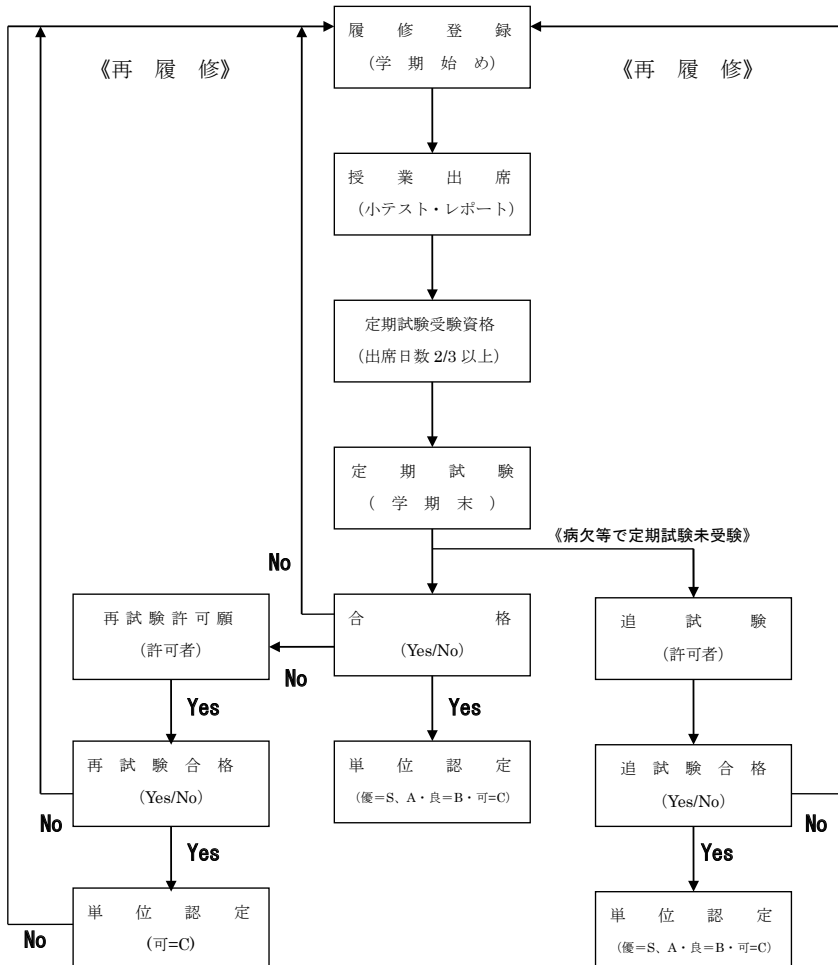 履修登録
(学期始め)
《再履修》
《再履修》
授業出席
(小テスト・レポート)
定期試験受験資格
(出席日数 2/3 以上)
定期試験
(学期末)
《病欠等で定期試験未受験》
No
再試験許可願
(許可者)
合格
(Yes/No)
追試験
(許可者)
No
Yes
Yes
再試験合格
(Yes/No)
単位認定
(優=S、A・良=B・可=C)
追試験合格
(Yes/No)
No
No
Yes
Yes
単位認定
(可=C)
No
単位認定
(優=S、A・良=B・可=C)